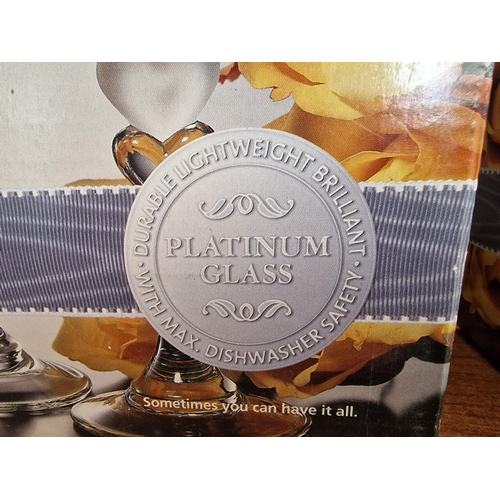 · DURABLE LIGHTWEIGHT BRILLIANT ·
PLATINUM
GLASS
WITH MAX. DISHWASHER SAFETY
Sometimes you can have it all.